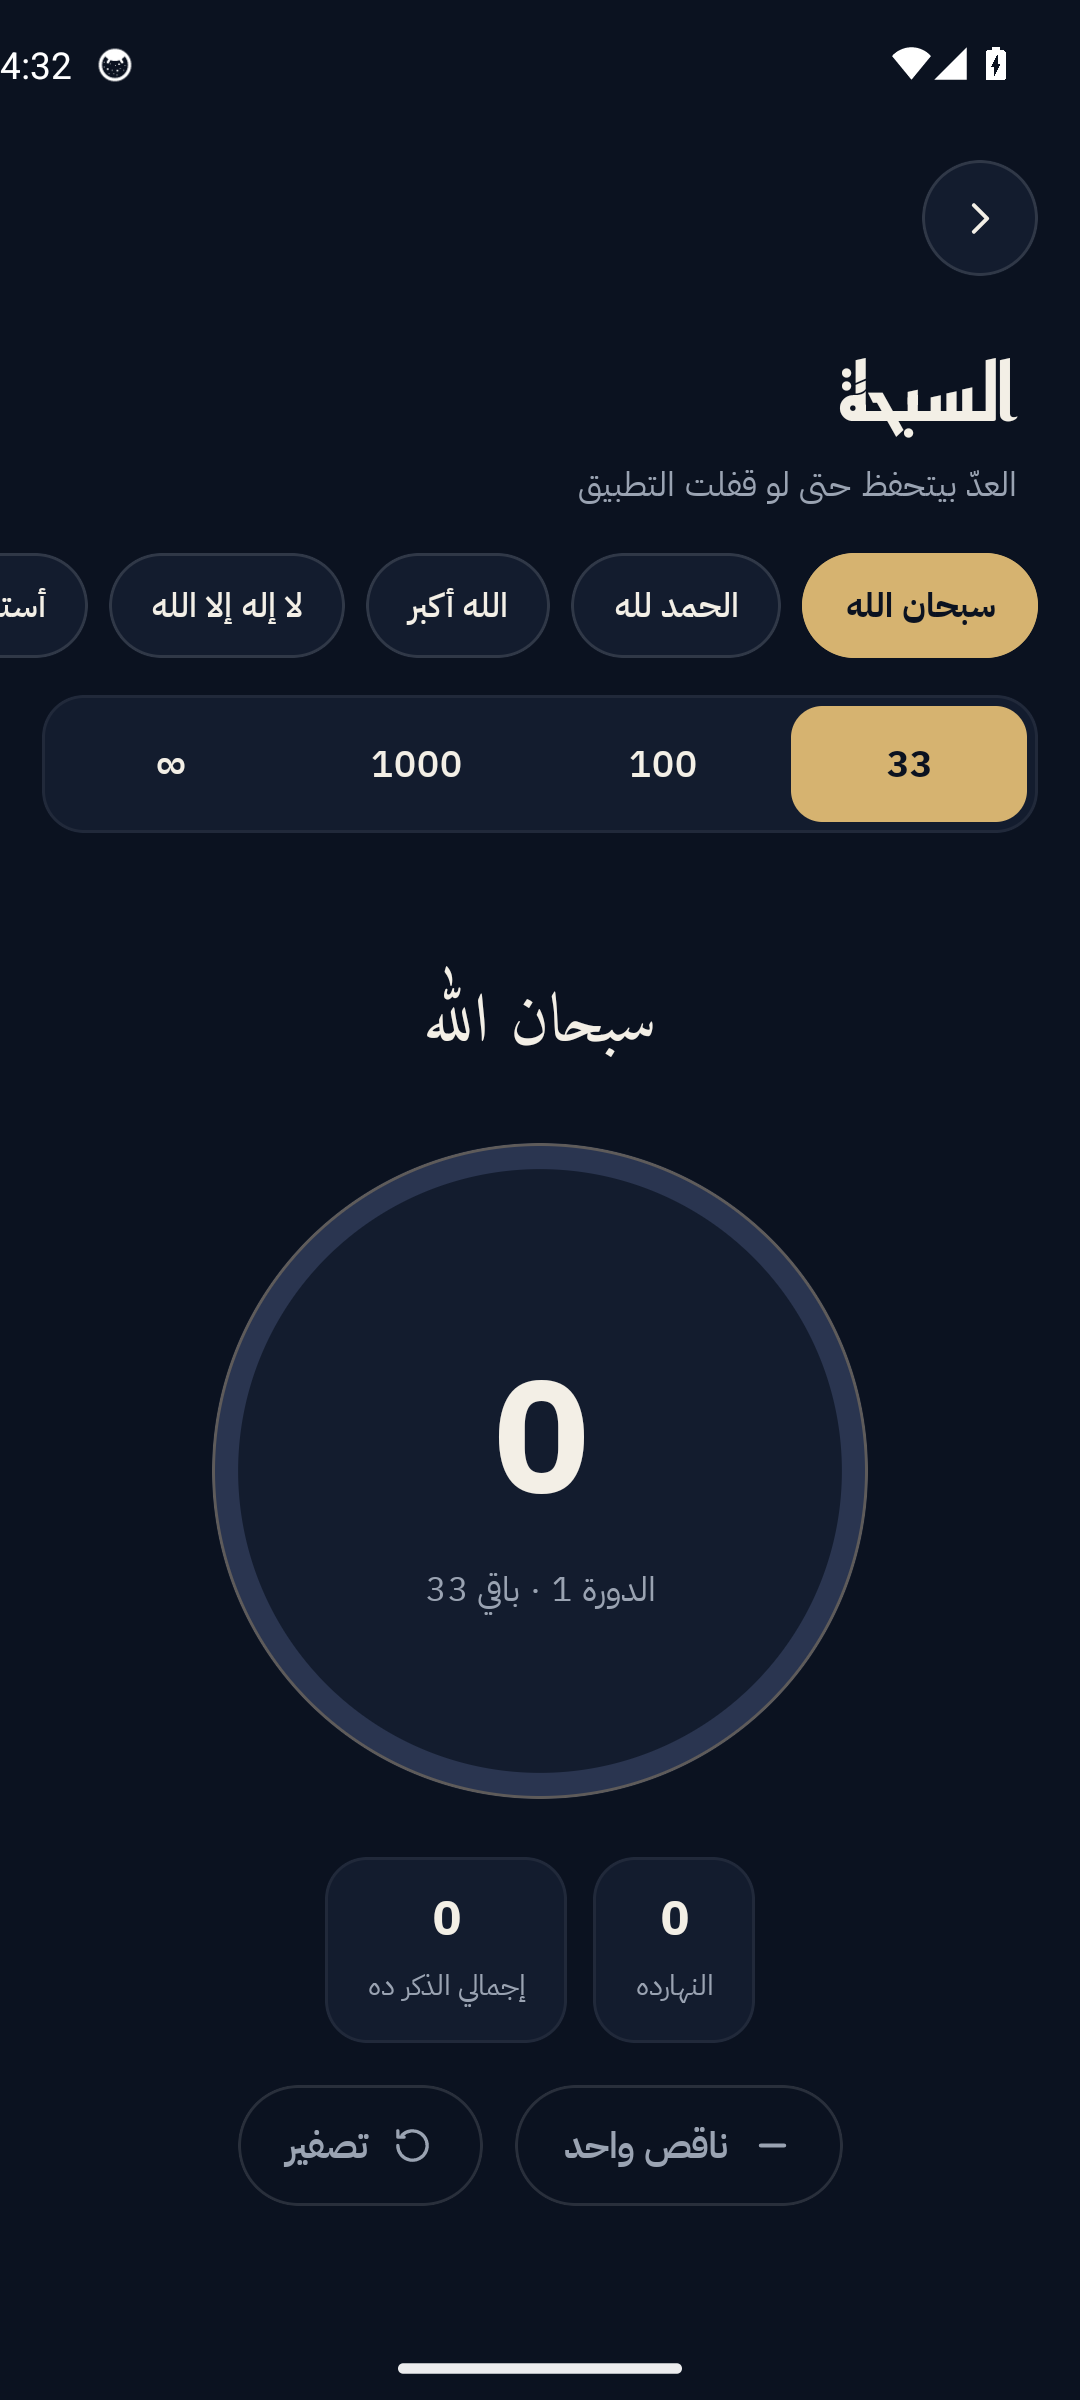 4:32
السبحة
العدّ بيتحفظ حتى لو قفلت التطبيق
سبحان الله
الحمد لله
الله أكبر
لا إله إلا الله
33
100
1000
∞
سبحان الله
0
الدورة 1 · باقي 33
0
النهارده
0
إجمالي الذكر ده
ناقص واحد
تصفير